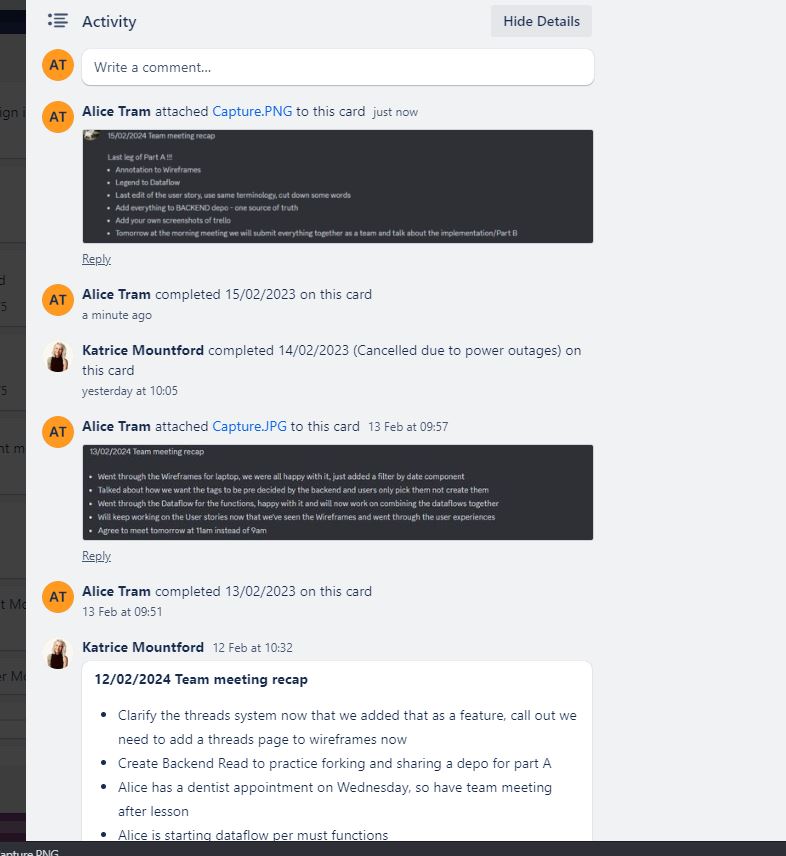 Activity
Hide Details
AT
Write a comment...
AT
Alice Tram attached Capture.PNG to this card just now
15/02/2024 Team meeting recap
Last leg of Part A !!!
• Annotation to Wireframes
• Legend to Dataflow
• Last edit of the user story, use same terminology, cut down some words
• Add everything to BACKEND depo - one source of truth
• Add your own screenshots of trello
• Tomorrow at the morning meeting we will submit everything together as a team and talk about the implementation/Part B
Reply
AT
Alice Tram completed 15/02/2023 on this card
a minute ago
Katrice Mountford completed 14/02/2023 (Cancelled due to power outages) on
this card
yesterday at 10:05
AT
Alice Tram attached Capture.JPG to this card 13 Feb at 09:57
13/02/2024 Team meeting recap
• Went through the Wireframes for laptop, we were all happy with it, just added a filter by date component
• Talked about how we want the tags to be pre decided by the backend and users only pick them not create them
• Went through the Dataflow for the functions, happy with it and will now work on combining the dataflows together
• Will keep working on the User stories now that we've seen the Wireframes and went through the user experiences
• Agree to meet tomorrow at 11am instead of 9am
Reply
AT
Alice Tram completed 13/02/2023 on this card
13 Feb at 09:51
Katrice Mountford 12 Feb at 10:32
12/02/2024 Team meeting recap
• Clarify the threads system now that we added that as a feature, call out we
need to add a threads page to wireframes now
• Create Backend Read to practice forking and sharing a depo for part A
• Alice has a dentist appointment on Wednesday, so have team meeting
after lesson
• Alice is starting dataflow per must functions